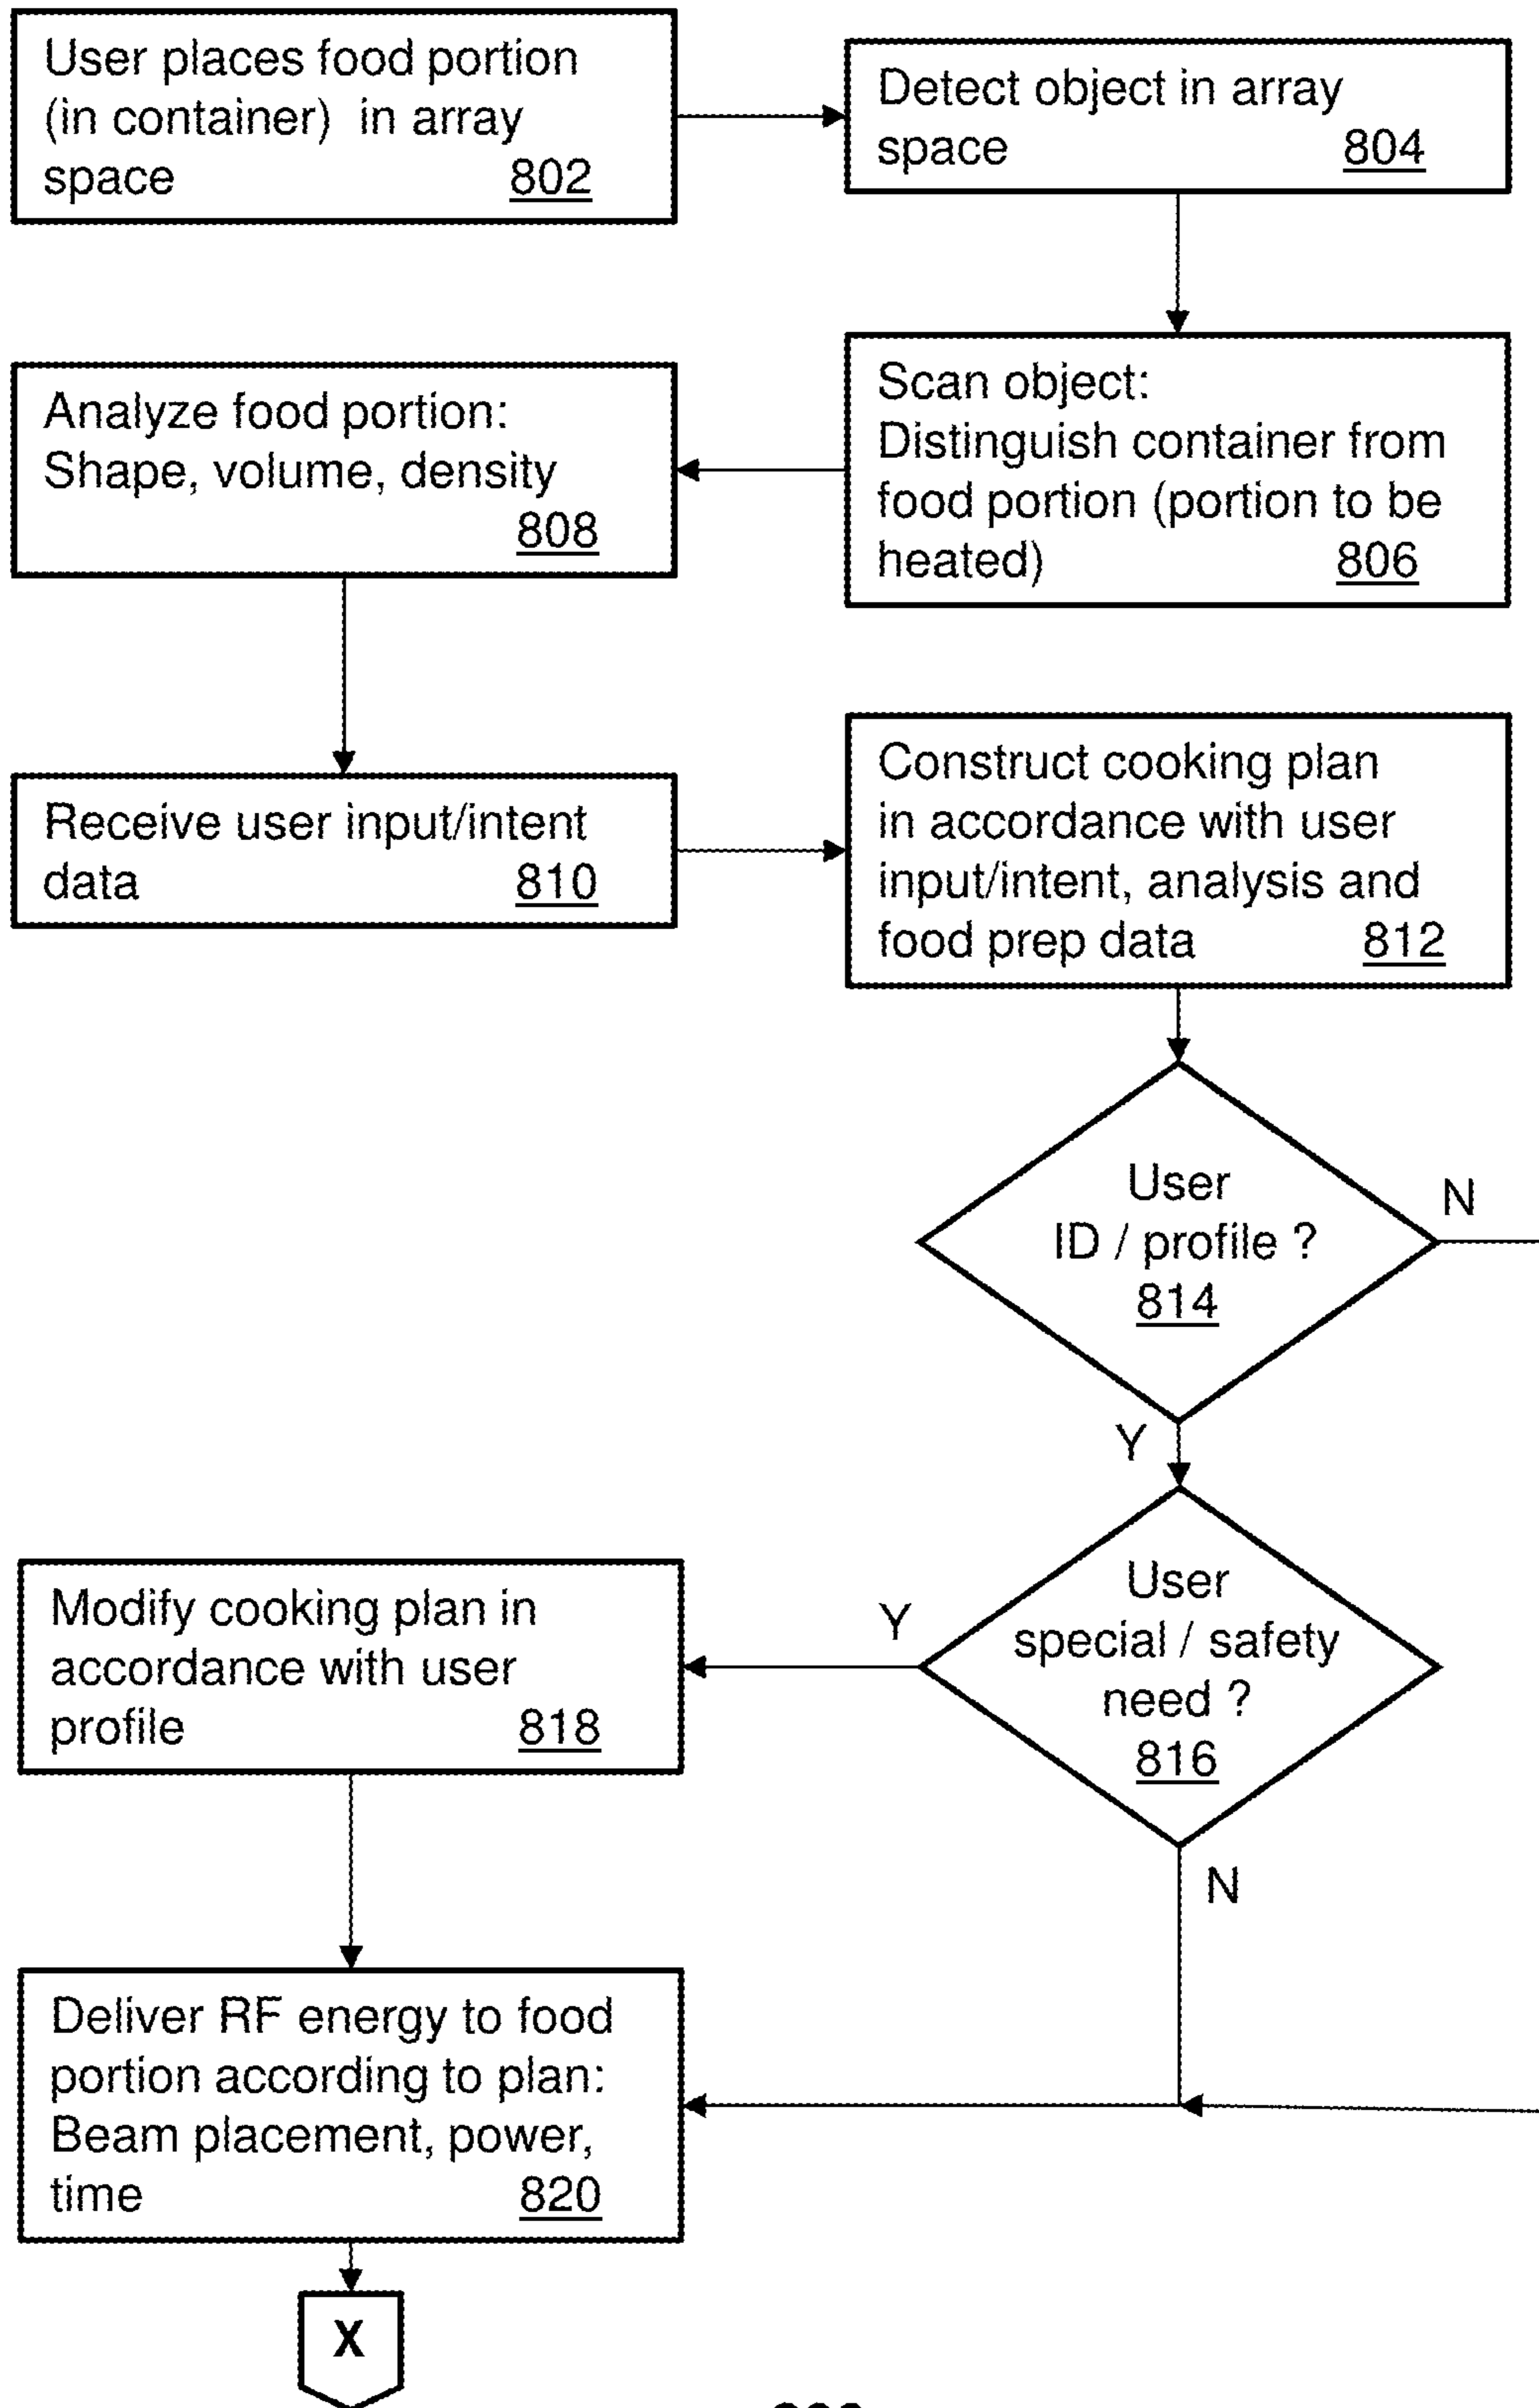 User places food portion
(in container) in array
space 802
Detect object in array
space 804
Scan object:
Distinguish container from
food portion (portion to be
heated) 806
Analyze food portion:
Shape, volume, density
808
Receive user input/intent
data 810
Construct cooking plan
in accordance with user
input/intent, analysis and
food prep data 812
User
ID / profile ?
814
N
Y
User
special / safety
need ?
816
Y
N
Modify cooking plan in
accordance with user
profile 818
Deliver RF energy to food
portion according to plan:
Beam placement, power,
time 820
X